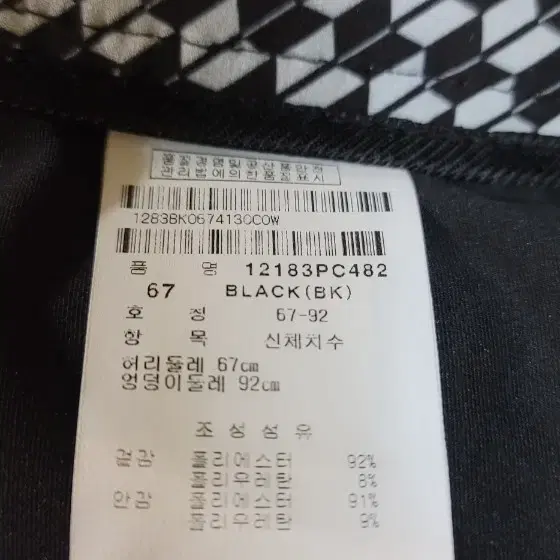 품질경영및공산품안전
관리법에의한품질표시
1283BK067413000W
품 명 12183PC482
67 BLACK(BK)
호 칭 67-92
항 목 신체치수
허리둘레 67cm
엉덩이둘레 92cm
조성섬유
겉감 폴리에스터 92%
폴리우레탄 8%
안감 폴리에스터 91%
폴리우레탄 9%